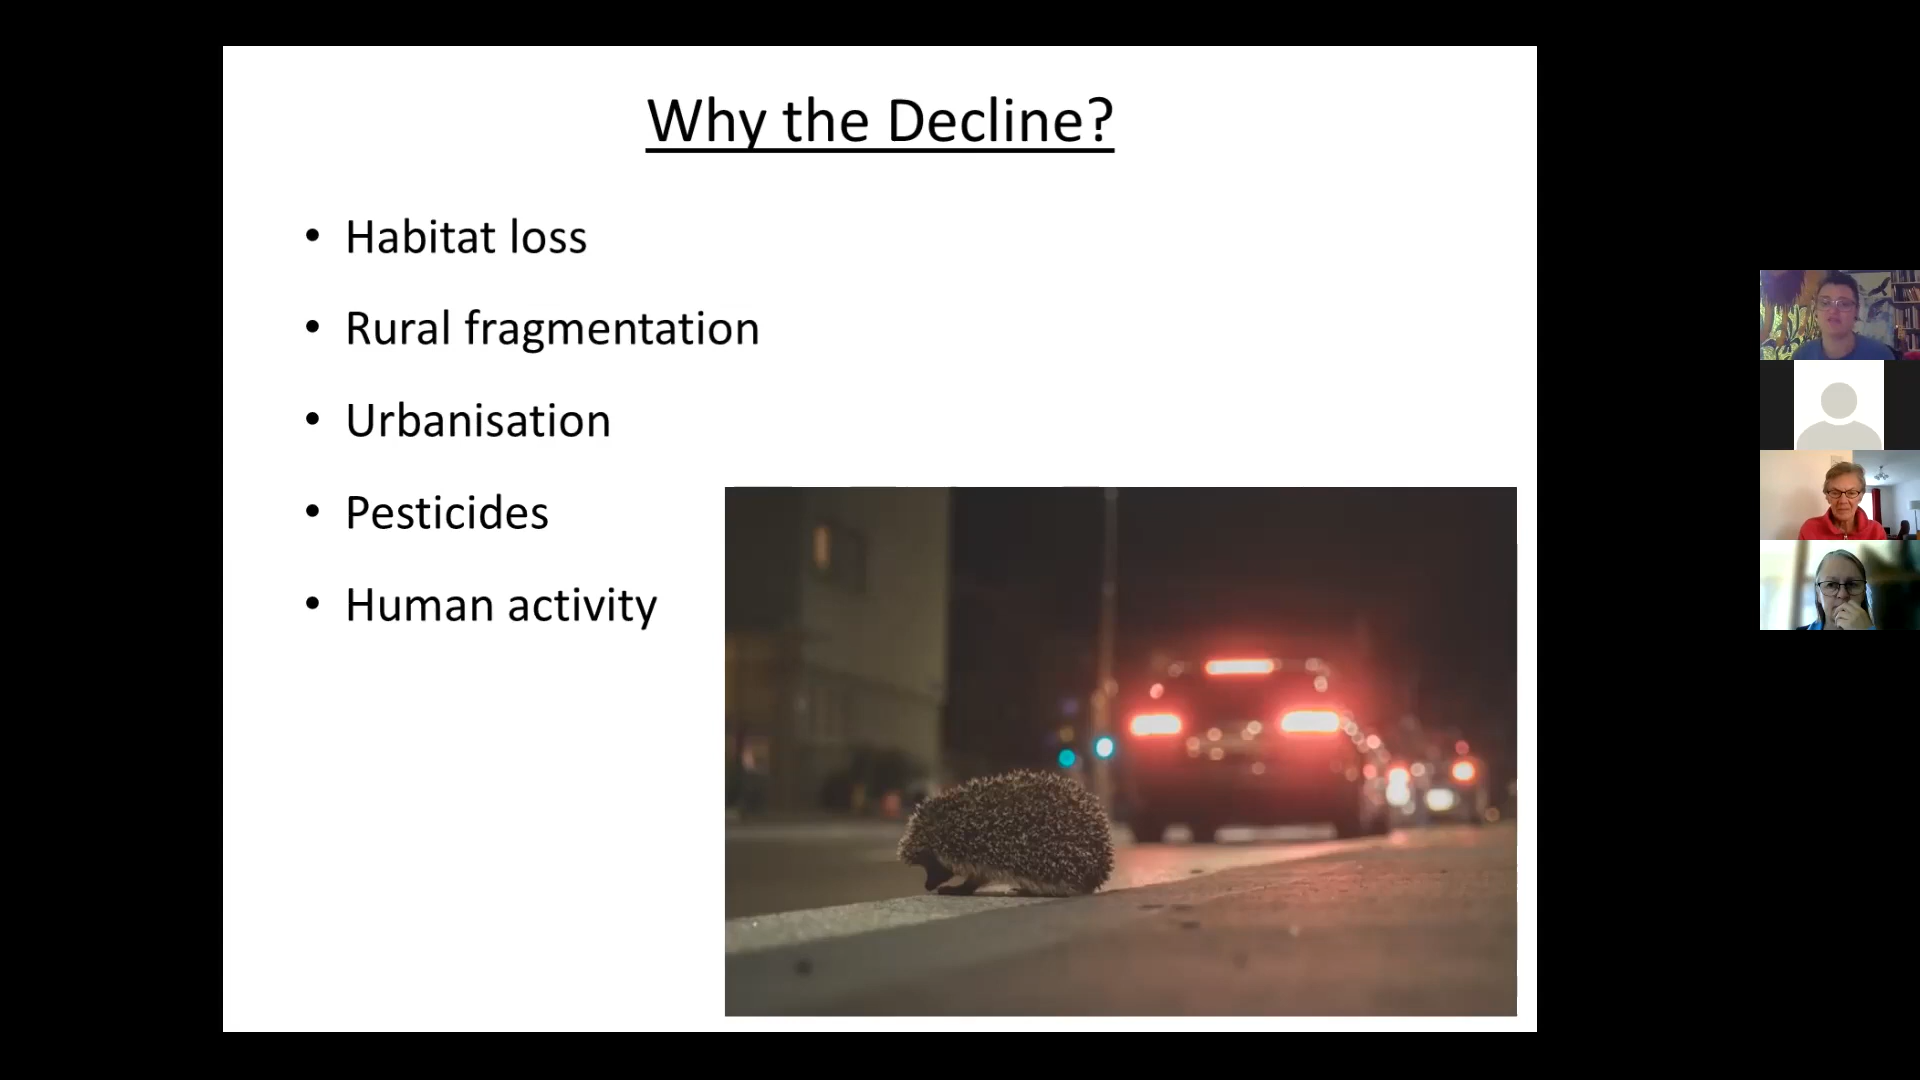 Why the Decline?
• Habitat loss
• Rural fragmentation
• Urbanisation
• Pesticides
• Human activity